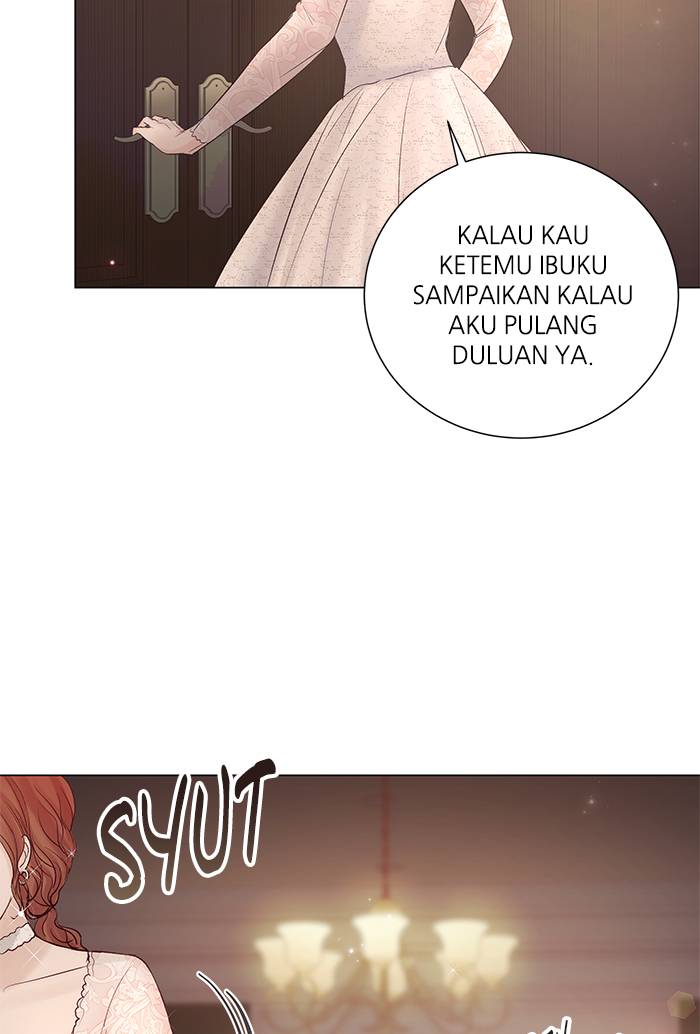 KALAU KAU
KETEMU IBUKU
SAMPAIKAN KALAU
AKU PULANG
DULUAN YA.
SYUT